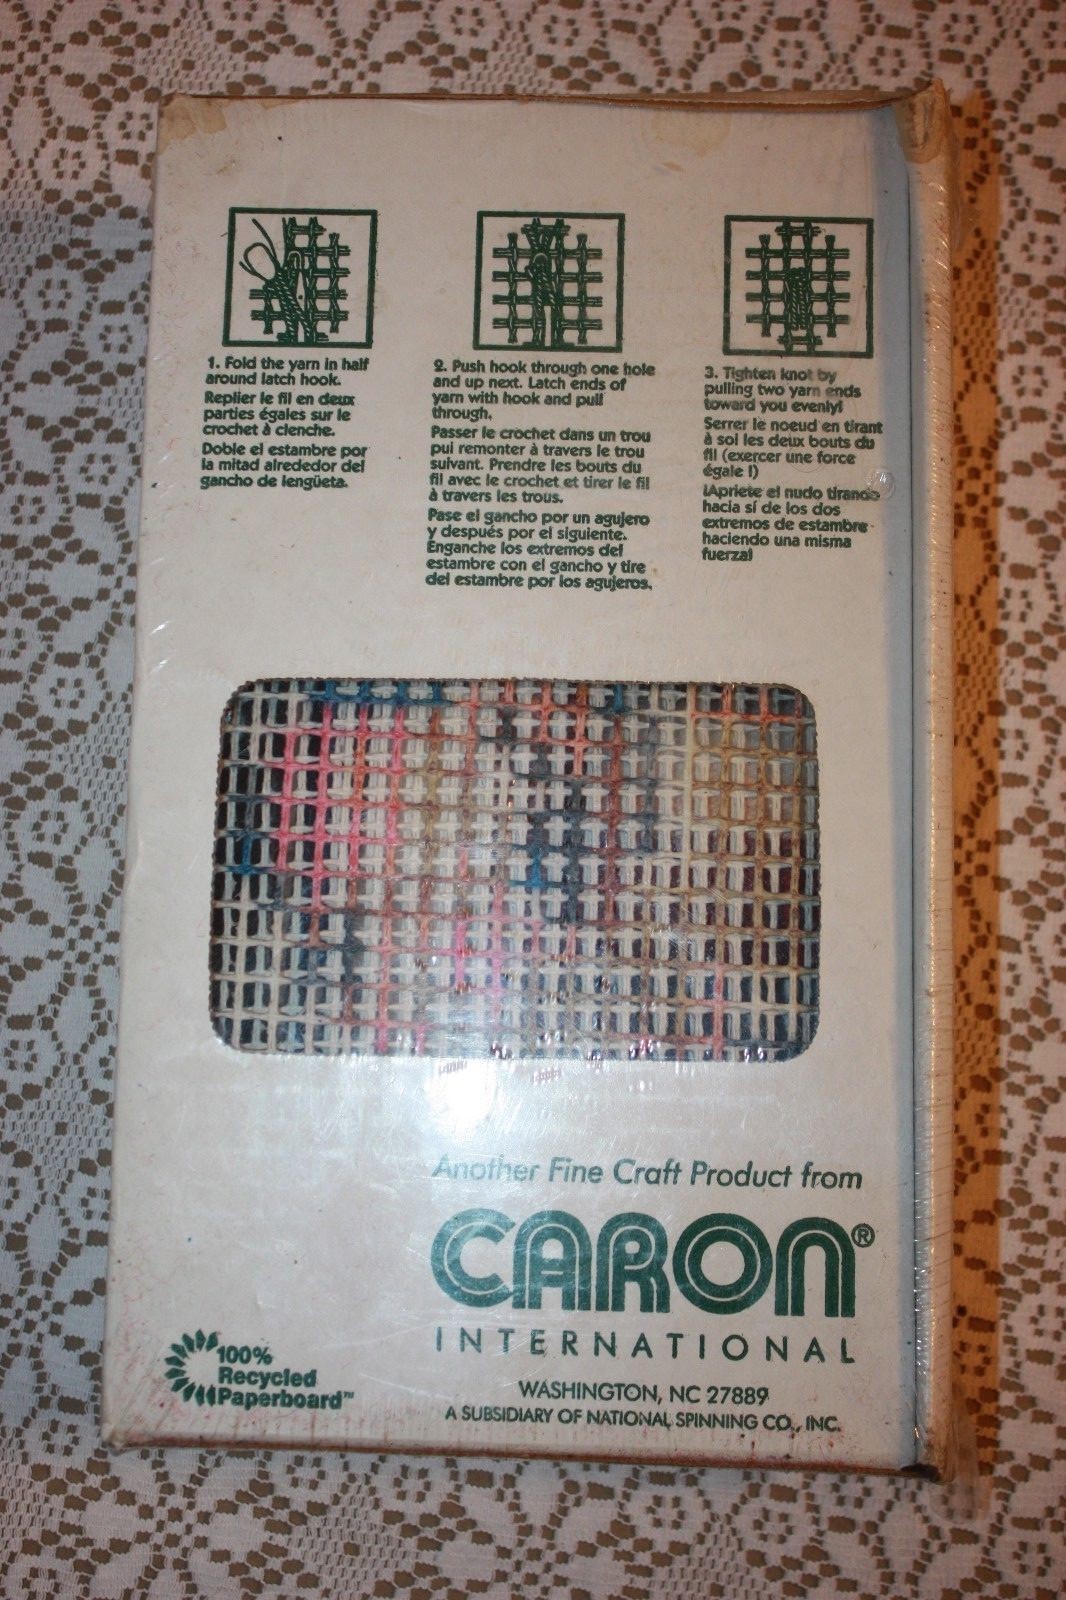 1. Fold the yarn in half
around latch hook.
Replier le fil en deux
parties égales sur le
crochet à clenche.
Doble el estambre por
la mitad alrededor del
gancho de lengüeta.
2. Push hook through one hole
and up next. Latch ends of
yarn with hook and pull
through.
Passer le crochet dans un trou
pui remonter à travers le trou
suivant. Prendre les bouts du
fil avec le crochet et tirer le fil
à travers les trous.
Pase el gancho por un agujero
y después por el siguiente.
Enganche los extremos del
estambre con el gancho y tire
del estambre por los agujeros.
3. Tighten knot by
pulling two yarn ends
toward you evenly!
Serrer le noeud en tirant
à soi les deux bouts du
fil (exercer une force
égale !)
¡Apriete el nudo tirando
hacia sí de los dos
extremos de estambre
haciendo una misma
fuerza!
Another Fine Craft Product from
CARON®
INTERNATIONAL
WASHINGTON, NC 27889
A SUBSIDIARY OF NATIONAL SPINNING CO., INC.
100%
Recycled
Paperboard™